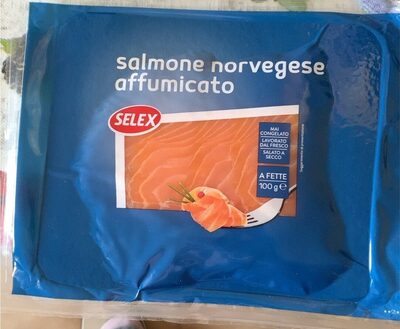 salmone norvegese
affumicato
SELEX
MAI
CONGELATO
LAVORATO
DAL FRESCO
SALATO A
SECCO
A FETTE
100 g e